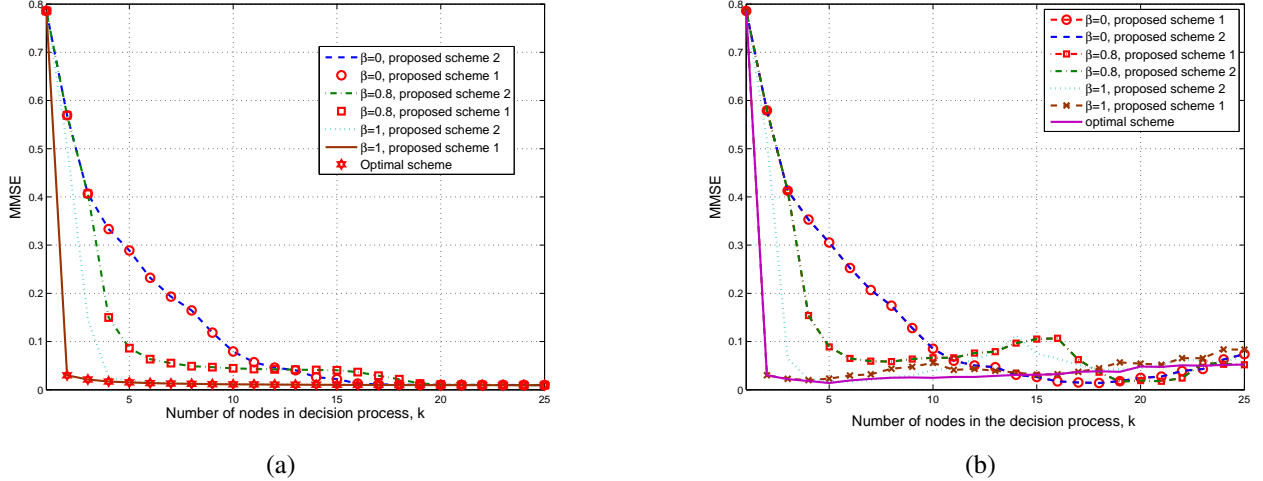 0.8
0.7
0.6
0.5
0.4
0.3
0.2
0.1
0
MMSE
5
10
15
20
25
Number of nodes in decision process, k
β=0, proposed scheme 2
β=0, proposed scheme 1
β=0.8, proposed scheme 2
β=0.8, proposed scheme 1
β=1, proposed scheme 2
β=1, proposed scheme 1
Optimal scheme
(a)
0.8
0.7
0.6
0.5
0.4
0.3
0.2
0.1
0
MMSE
5
10
15
20
25
Number of nodes in the decision process, k
β=0, proposed scheme 1
β=0, proposed scheme 2
β=0.8, proposed scheme 1
β=0.8, proposed scheme 2
β=1, proposed scheme 2
β=1, proposed scheme 1
optimal scheme
(b)